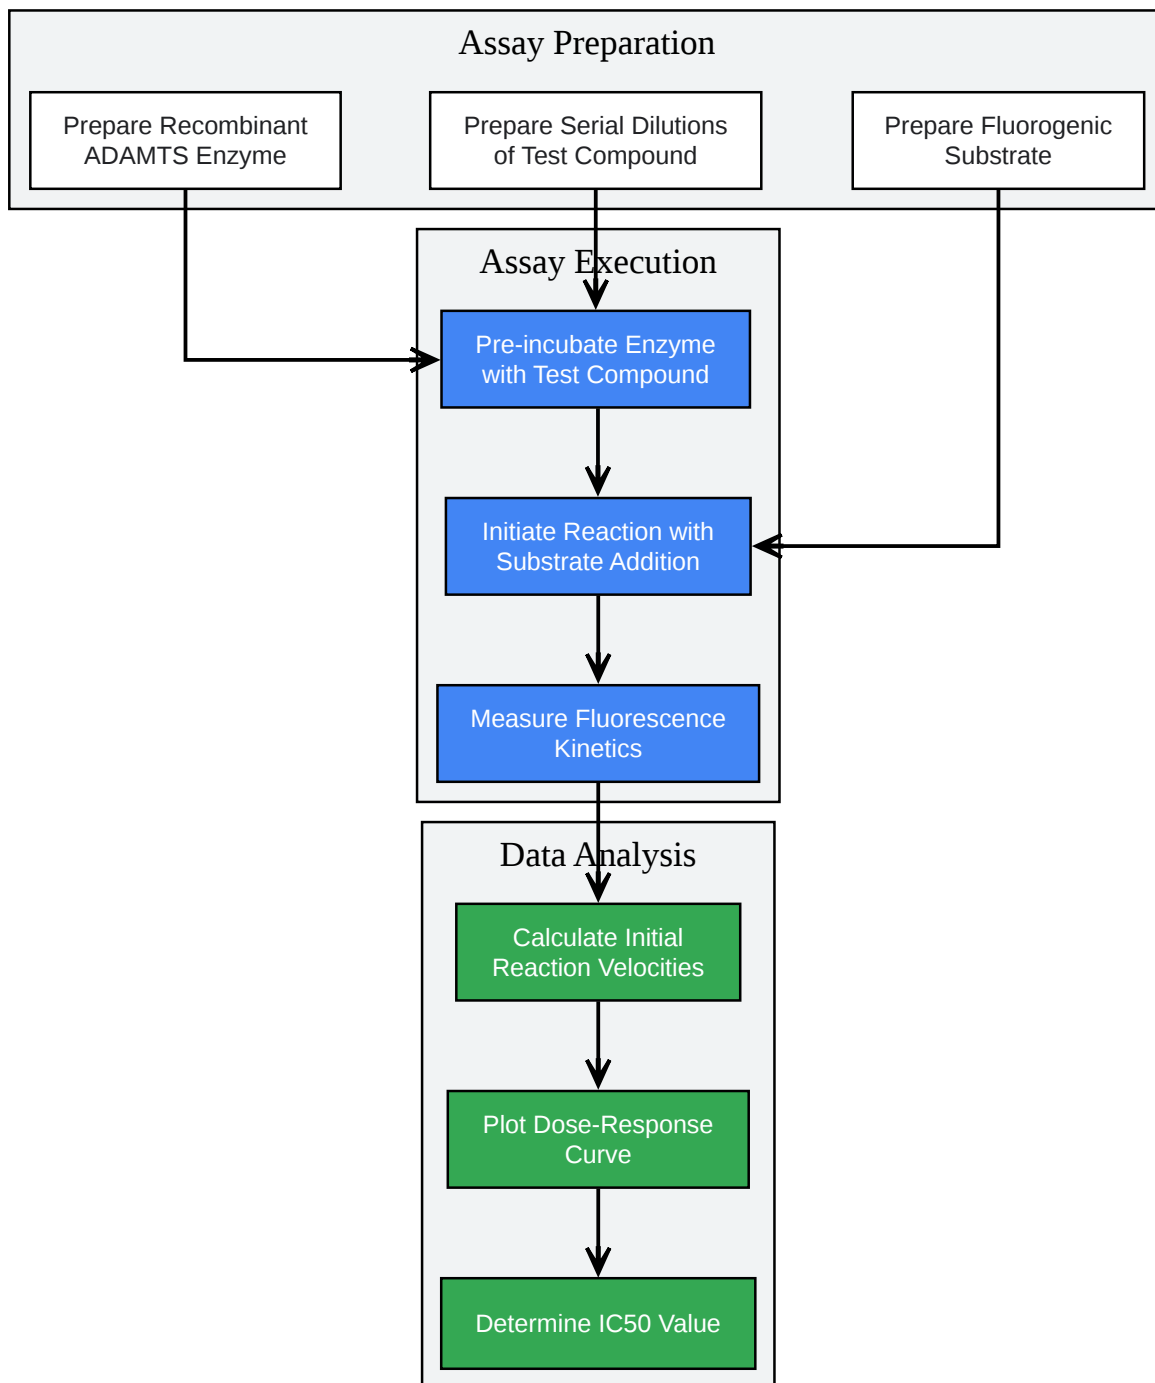 Assay Preparation
Prepare Recombinant
ADAMTS Enzyme
Prepare Serial Dilutions
of Test Compound
Prepare Fluorogenic
Substrate
Assay Execution
Pre-incubate Enzyme
with Test Compound
Initiate Reaction with
Substrate Addition
Measure Fluorescence
Kinetics
Data Analysis
Calculate Initial
Reaction Velocities
Plot Dose-Response
Curve
Determine IC50 Value